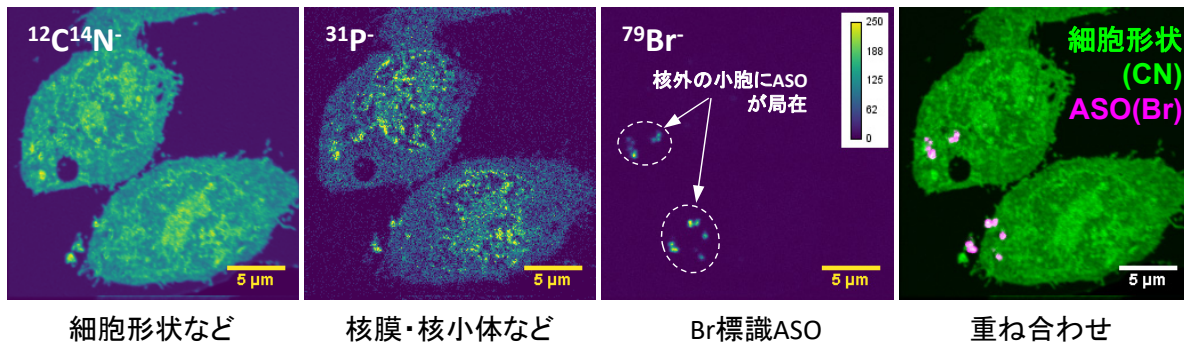 ¹²C¹⁴N⁻
5 µm
細胞形状など
³¹P⁻
5 µm
核膜・核小体など
⁷⁹Br⁻
核外の小胞にASO
が局在
250
188
125
62
0
5 µm
Br標識ASO
細胞形状
(CN)
ASO(Br)
5 µm
重ね合わせ